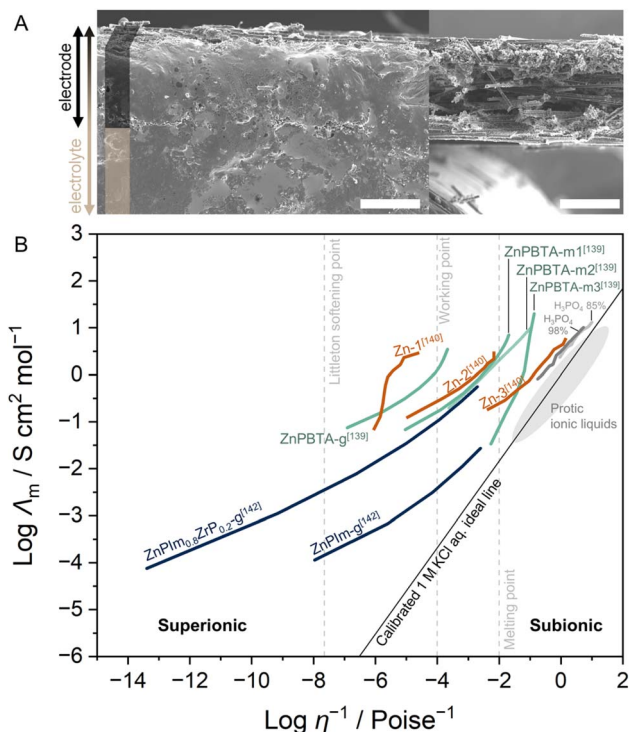 A
electrode
electrolyte
B
Littleton softening point
Working point
Melting point
ZnPBTA-m1[139]
ZnPBTA-m2[139]
ZnPBTA-m3[139]
H3PO4 85%
H3PO4
98%
Zn-1[140]
Zn-2[140]
Zn-3[140]
ZnPBTA-g[139]
ZnPIm0.8ZrP0.2-g[142]
ZnPIm-g[142]
Protic
ionic liquids
Calibrated 1 M KCl aq. ideal line
Superionic
Subionic
Log Λm / S cm2 mol−1
3
2
1
0
−1
−2
−3
−4
−5
−6
−14 −12 −10 −8 −6 −4 −2 0 2
Log η−1 / Poise−1